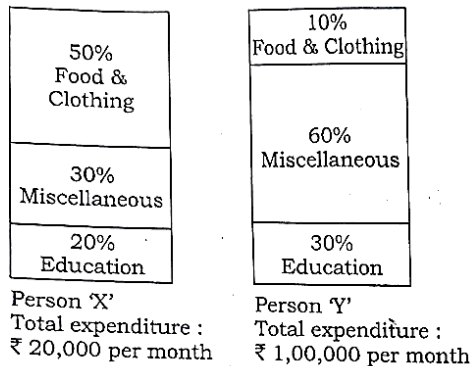 50%
Food &
Clothing
30%
Miscellaneous
20%
Education
Person ‘X’
Total expenditure :
₹ 20,000 per month
10%
Food & Clothing
60%
Miscellaneous
30%
Education
Person ‘Y’
Total expenditure :
₹ 1,00,000 per month